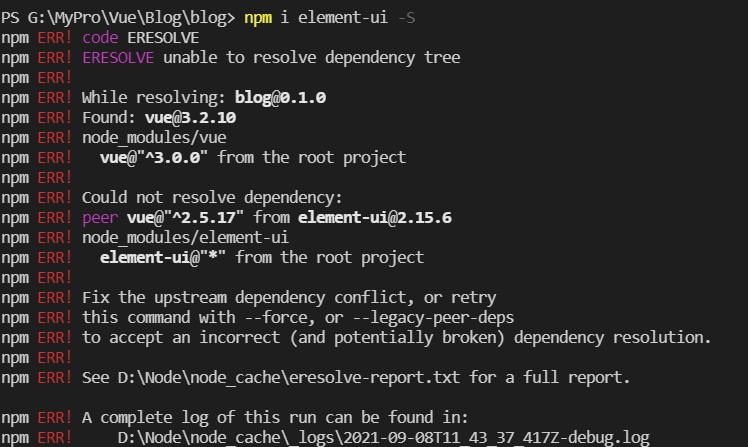 PS G:\MyPro\Vue\Blog\blog> npm i element-ui -S
npm ERR! code ERESOLVE
npm ERR! ERESOLVE unable to resolve dependency tree
npm ERR!
npm ERR! While resolving: blog@0.1.0
npm ERR! Found: vue@3.2.10
npm ERR! node_modules/vue
npm ERR!   vue@"^3.0.0" from the root project
npm ERR!
npm ERR! Could not resolve dependency:
npm ERR! peer vue@"^2.5.17" from element-ui@2.15.6
npm ERR! node_modules/element-ui
npm ERR!   element-ui@"*" from the root project
npm ERR!
npm ERR! Fix the upstream dependency conflict, or retry
npm ERR! this command with --force, or --legacy-peer-deps
npm ERR! to accept an incorrect (and potentially broken) dependency resolution.
npm ERR!
npm ERR! See D:\Node\node_cache\eresolve-report.txt for a full report.
npm ERR! A complete log of this run can be found in:
npm ERR!     D:\Node\node_cache\_logs\2021-09-08T11_43_37_417Z-debug.log